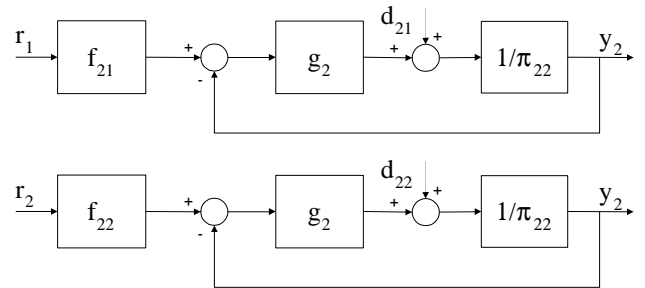 d₂₁
r₁ f₂₁ + - g₂ + + 1/π₂₂ y₂
d₂₂
r₂ f₂₂ + - g₂ + + 1/π₂₂ y₂